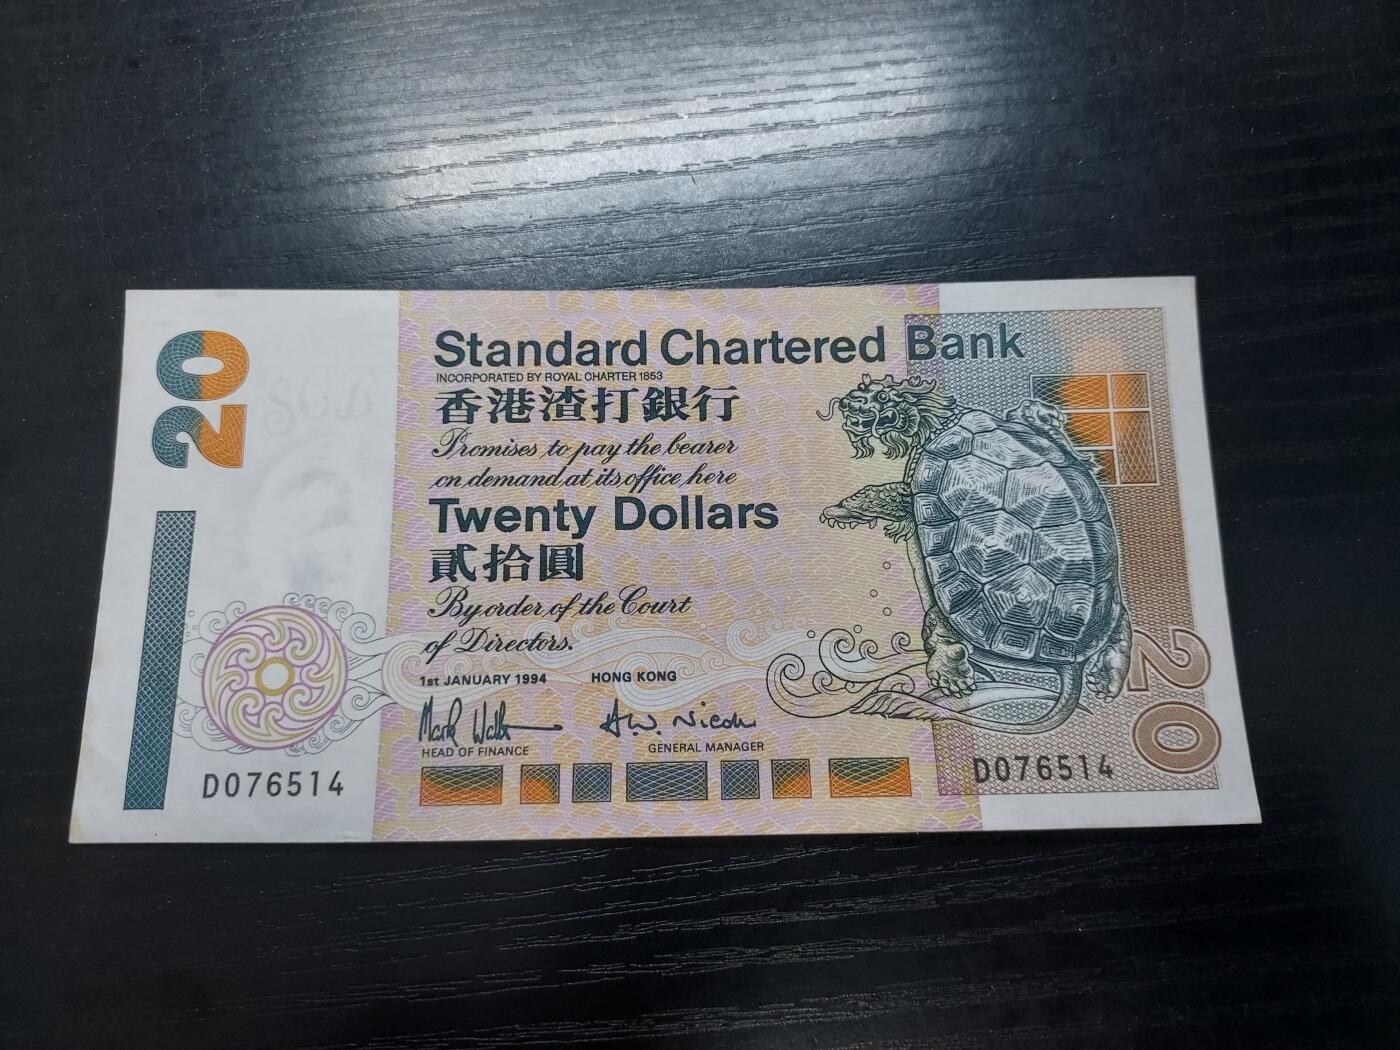 20
Standard Chartered Bank
INCORPORATED BY ROYAL CHARTER 1853
香港渣打銀行
Promises to pay the bearer
on demand at its office here
Twenty Dollars
貳拾圓
By order of the Court
of Directors.
1st JANUARY 1994 HONG KONG
HEAD OF FINANCE GENERAL MANAGER
D076514
D076514
20